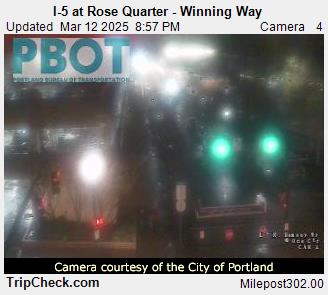 I-5 at Rose Quarter - Winning Way
Updated Mar 12 2025 8:57 PM Camera 4
PBOT
PORTLAND BUREAU OF TRANSPORTATION
Camera courtesy of the City of Portland
TripCheck.com Milepost302.00